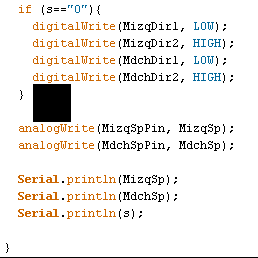 if (s=="0"){
digitalWrite(MizqDir1, LOW);
digitalWrite(MizqDir2, HIGH);
digitalWrite(MdchDir1, LOW);
digitalWrite(MdchDir2, HIGH);
}
analogWrite(MizqSpPin, MizqSp);
analogWrite(MdchSpPin, MdchSp);
Serial.println(MizqSp);
Serial.println(MdchSp);
Serial.println(s);
}